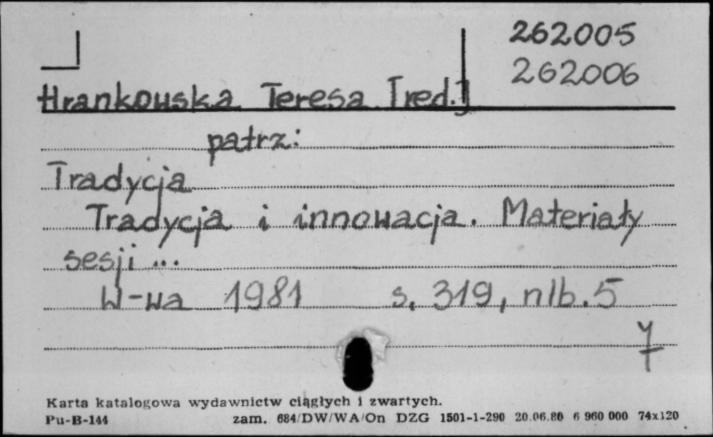 262005
262006
Hrankowska Teresa [red.]
patrz:
Tradycja
Tradycja i innowacja. Materiały
sesji ...
W-wa 1981 s. 319, nlb. 5
Karta katalogowa wydawnictw ciągłych i zwartych.
Pu-B-144 zam. 684/DW/WA/On DZG 1501-1-290 20.06.80 6 960 000 74x120